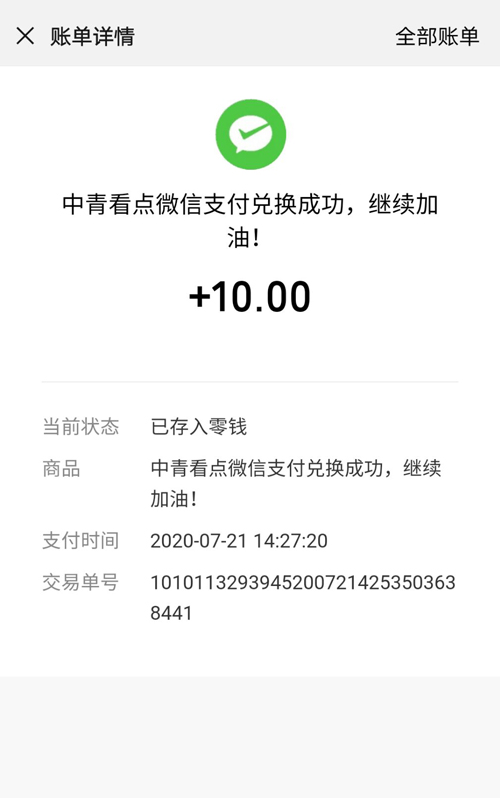 账单详情
全部账单
中青看点微信支付兑换成功，继续加
油！
+10.00
当前状态 已存入零钱
商品 中青看点微信支付兑换成功，继续
加油！
支付时间 2020-07-21 14:27:20
交易单号 1010113293945200721425350363
8441